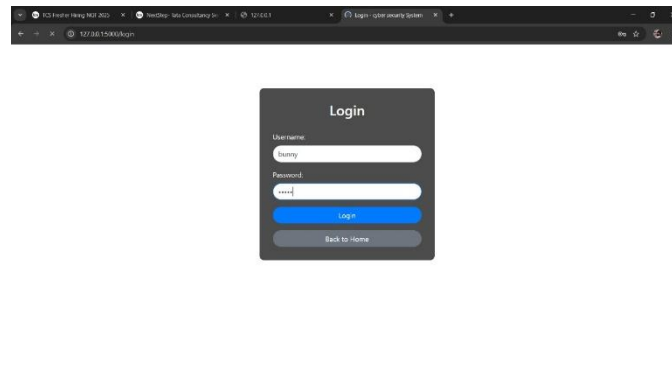 TCS Fresher Hiring NQT 2025
NextStep - Tata Consultancy Se
127.0.0.1
Login - cyber security System
127.0.0.1:5000/login
Login
Username:
bunny
Password:
•••••
Login
Back to Home